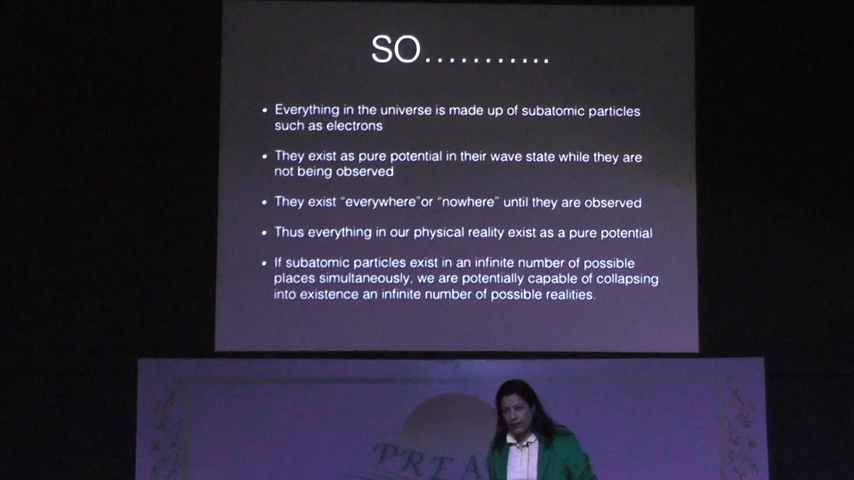 SO...........
• Everything in the universe is made up of subatomic particles
such as electrons
• They exist as pure potential in their wave state while they are
not being observed
• They exist “everywhere”or “nowhere” until they are observed
• Thus everything in our physical reality exist as a pure potential
• If subatomic particles exist in an infinite number of possible
places simultaneously, we are potentially capable of collapsing
into existence an infinite number of possible realities.